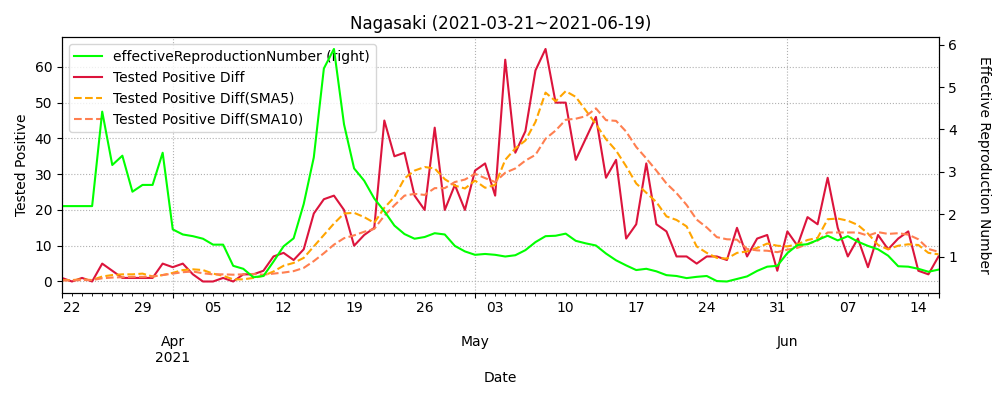 Nagasaki (2021-03-21~2021-06-19)
effectiveReproductionNumber (right)
Tested Positive Diff
Tested Positive Diff(SMA5)
Tested Positive Diff(SMA10)
Tested Positive
60
50
40
30
20
10
0
6
5
4
3
2
1
Effective Reproduction Number
22 29 05 12 19 26 03 10 17 24 31 07 14
Apr May Jun
2021
Date